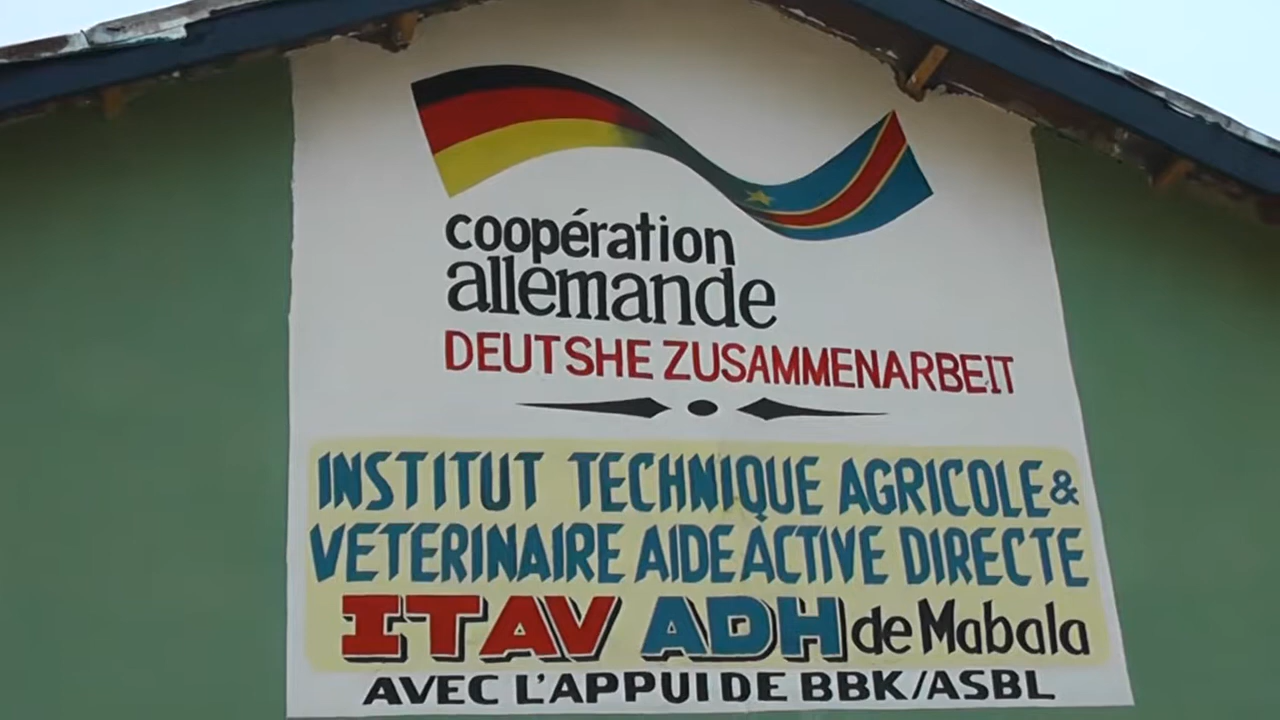 coopération
allemande
DEUTSHE ZUSAMMENARBEIT
INSTITUT TECHNIQUE AGRICOLE &
VETERINAIRE AIDE ACTIVE DIRECTE
ITAV ADH de Mabala
AVEC L'APPUI DE BBK/ASBL